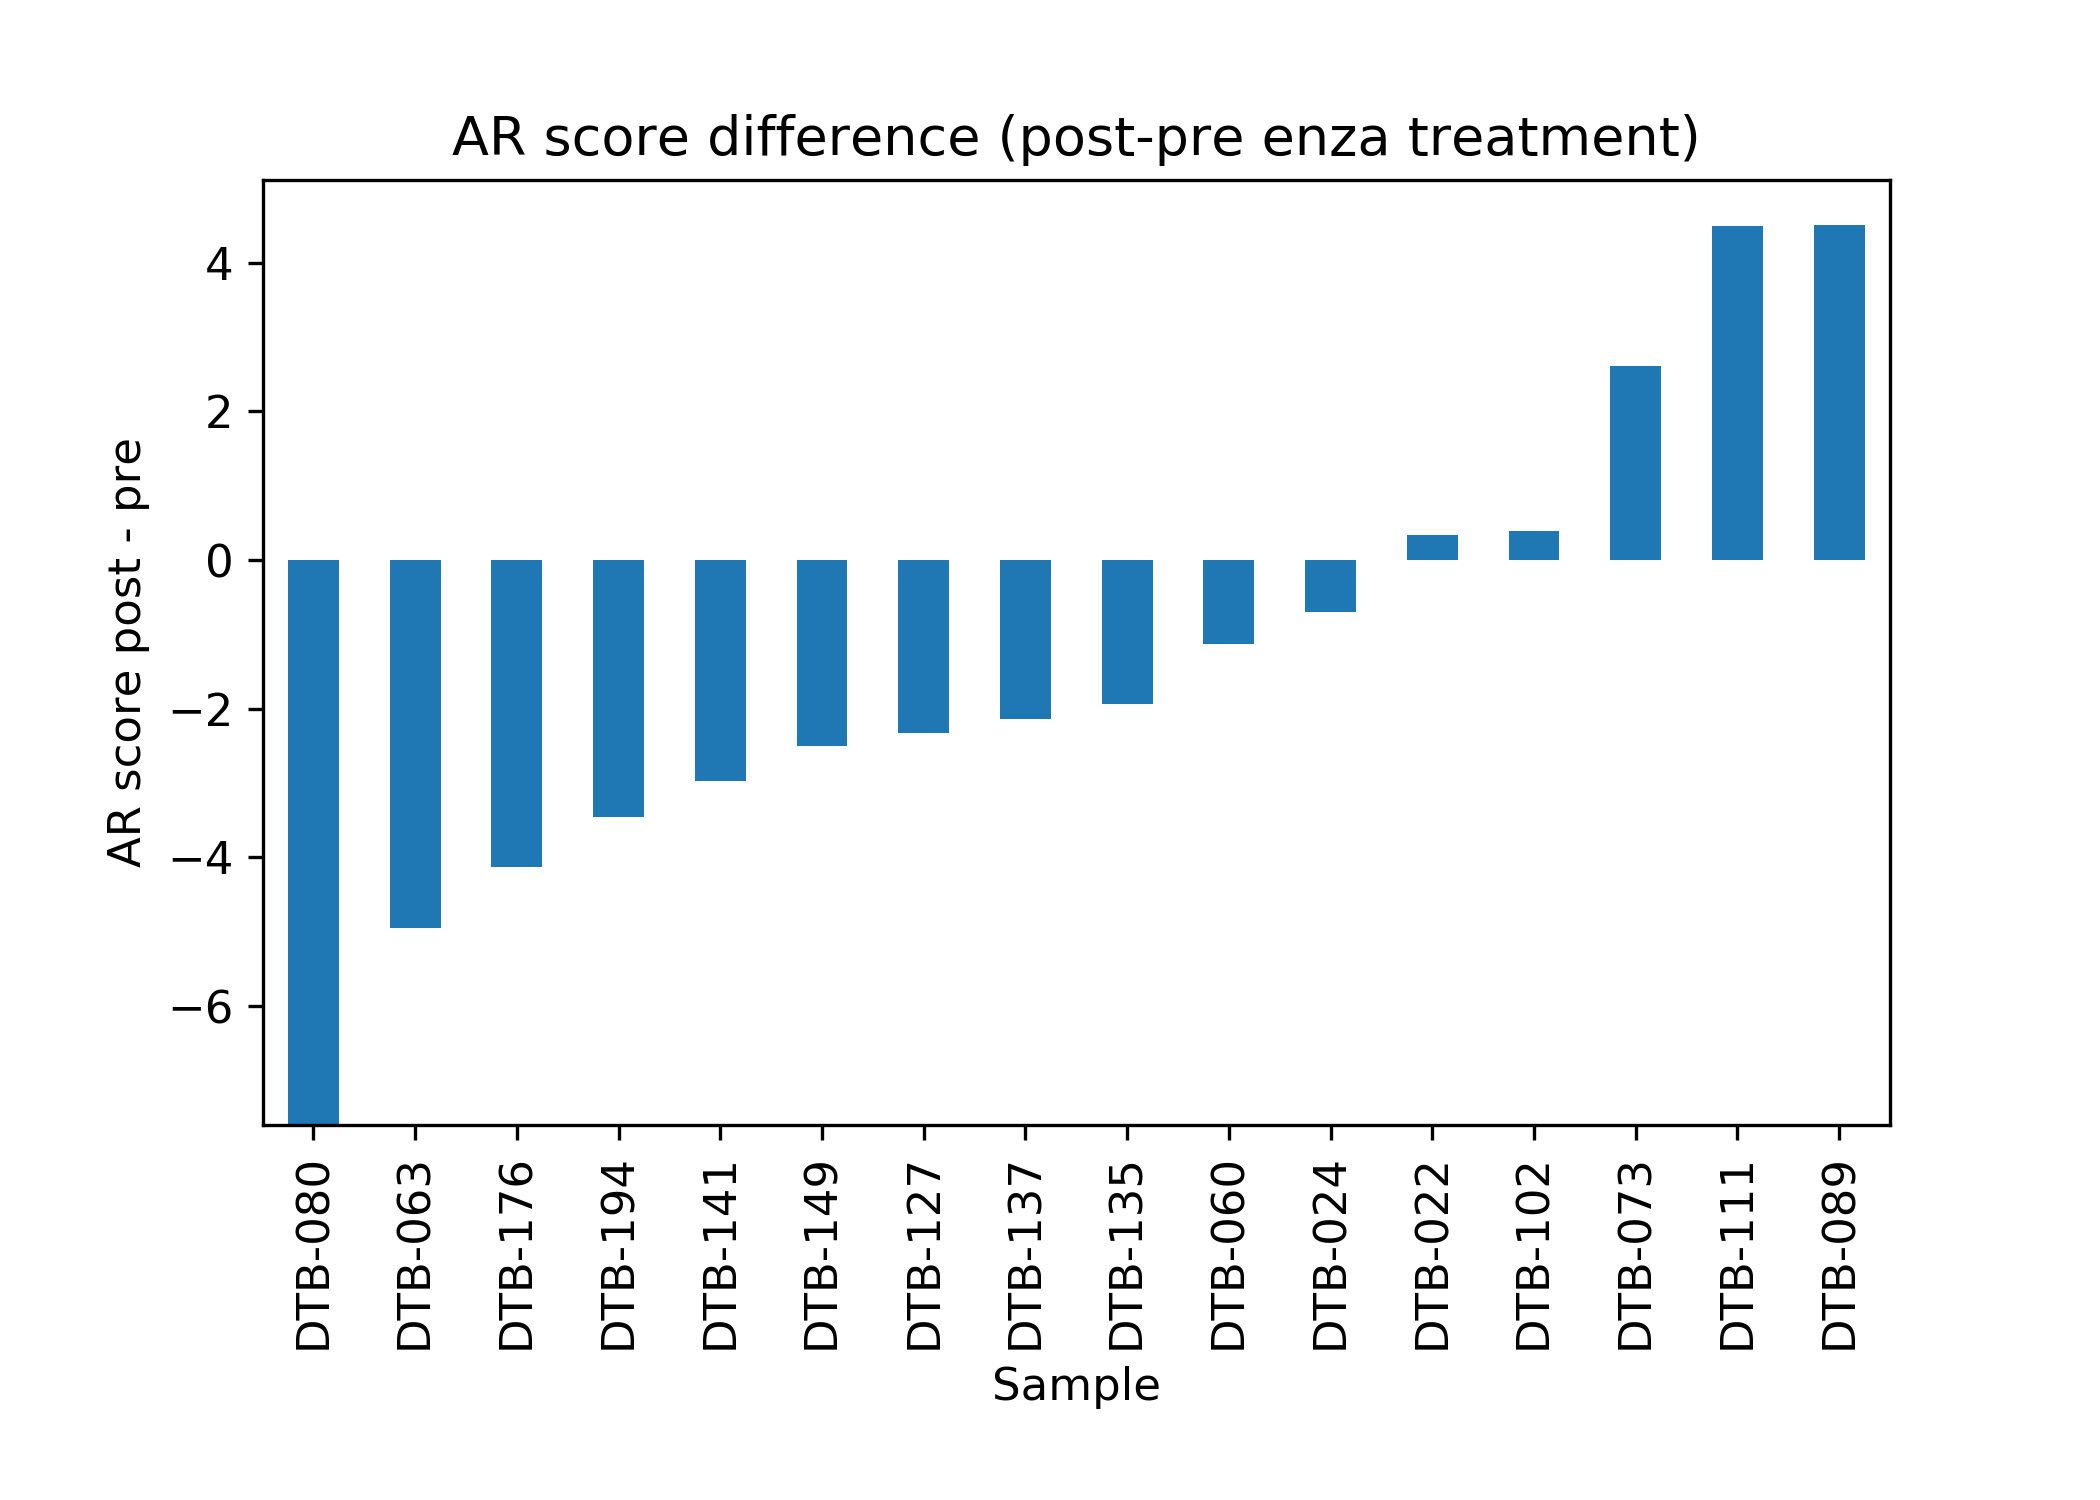 AR score difference (post-pre enza treatment)
AR score post - pre
4
2
0
−2
−4
−6
DTB-080
DTB-063
DTB-176
DTB-194
DTB-141
DTB-149
DTB-127
DTB-137
DTB-135
DTB-060
DTB-024
DTB-022
DTB-102
DTB-073
DTB-111
DTB-089
Sample